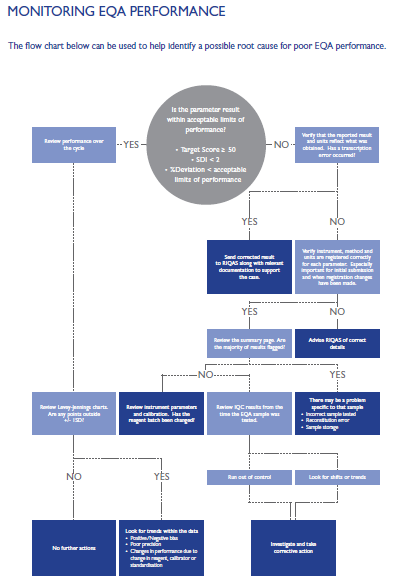 MONITORING EQA PERFORMANCE
The flow chart below can be used to help identify a possible root cause for poor EQA performance.
Is the parameter result
within acceptable limits of
performance?
• Target Score ≥ 50
• SDI < 2
• %Deviation < acceptable
limits of performance
Review performance over
the cycle
YES
NO
Verify that the reported result
and units reflect what was
obtained. Has a transcription
error occurred?
YES
NO
Send corrected result
to RIQAS along with relevant
documentation to support
the case.
Verify instrument, method and
units are registered correctly
for each parameter. Especially
important for initial submission
and when registration changes
have been made.
YES
NO
Review the summary page. Are
the majority of results flagged?
Advise RIQAS of correct
details
NO
YES
Review Levey-Jennings charts.
Are any points outside
+/- 1SD?
Review instrument parameters
and calibration. Has the
reagent batch been changed?
Review IQC results from the
time the EQA sample was
tested.
There may be a problem
specific to that sample
• Incorrect sample tested
• Reconstitution error
• Sample storage
NO
YES
Run out of control
Look for shifts or trends
No further actions
Look for trends within the data
• Positive/Negative bias
• Poor precision
• Changes in performance due to
change in reagent, calibrator or
standardisation
Investigate and take
corrective action